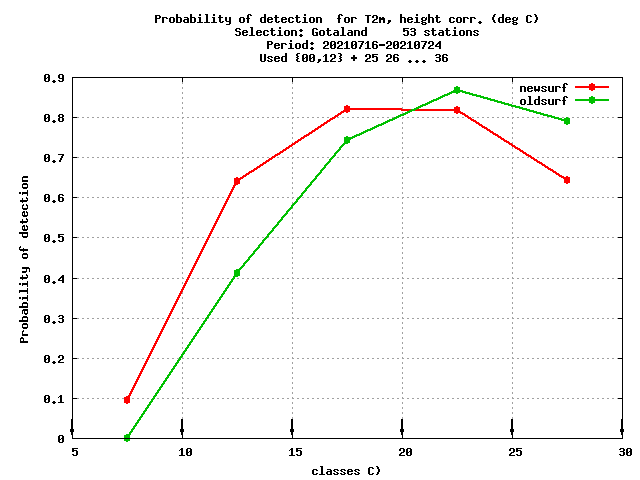 Probability of detection  for T2m, height corr. (deg C)
Selection: Gotaland     53 stations
Period: 20210716-20210724
Used {00,12} + 25 26 ... 36
newsurf
oldsurf
Probability of detection
0.9
0.8
0.7
0.6
0.5
0.4
0.3
0.2
0.1
0
5 10 15 20 25 30
classes C)